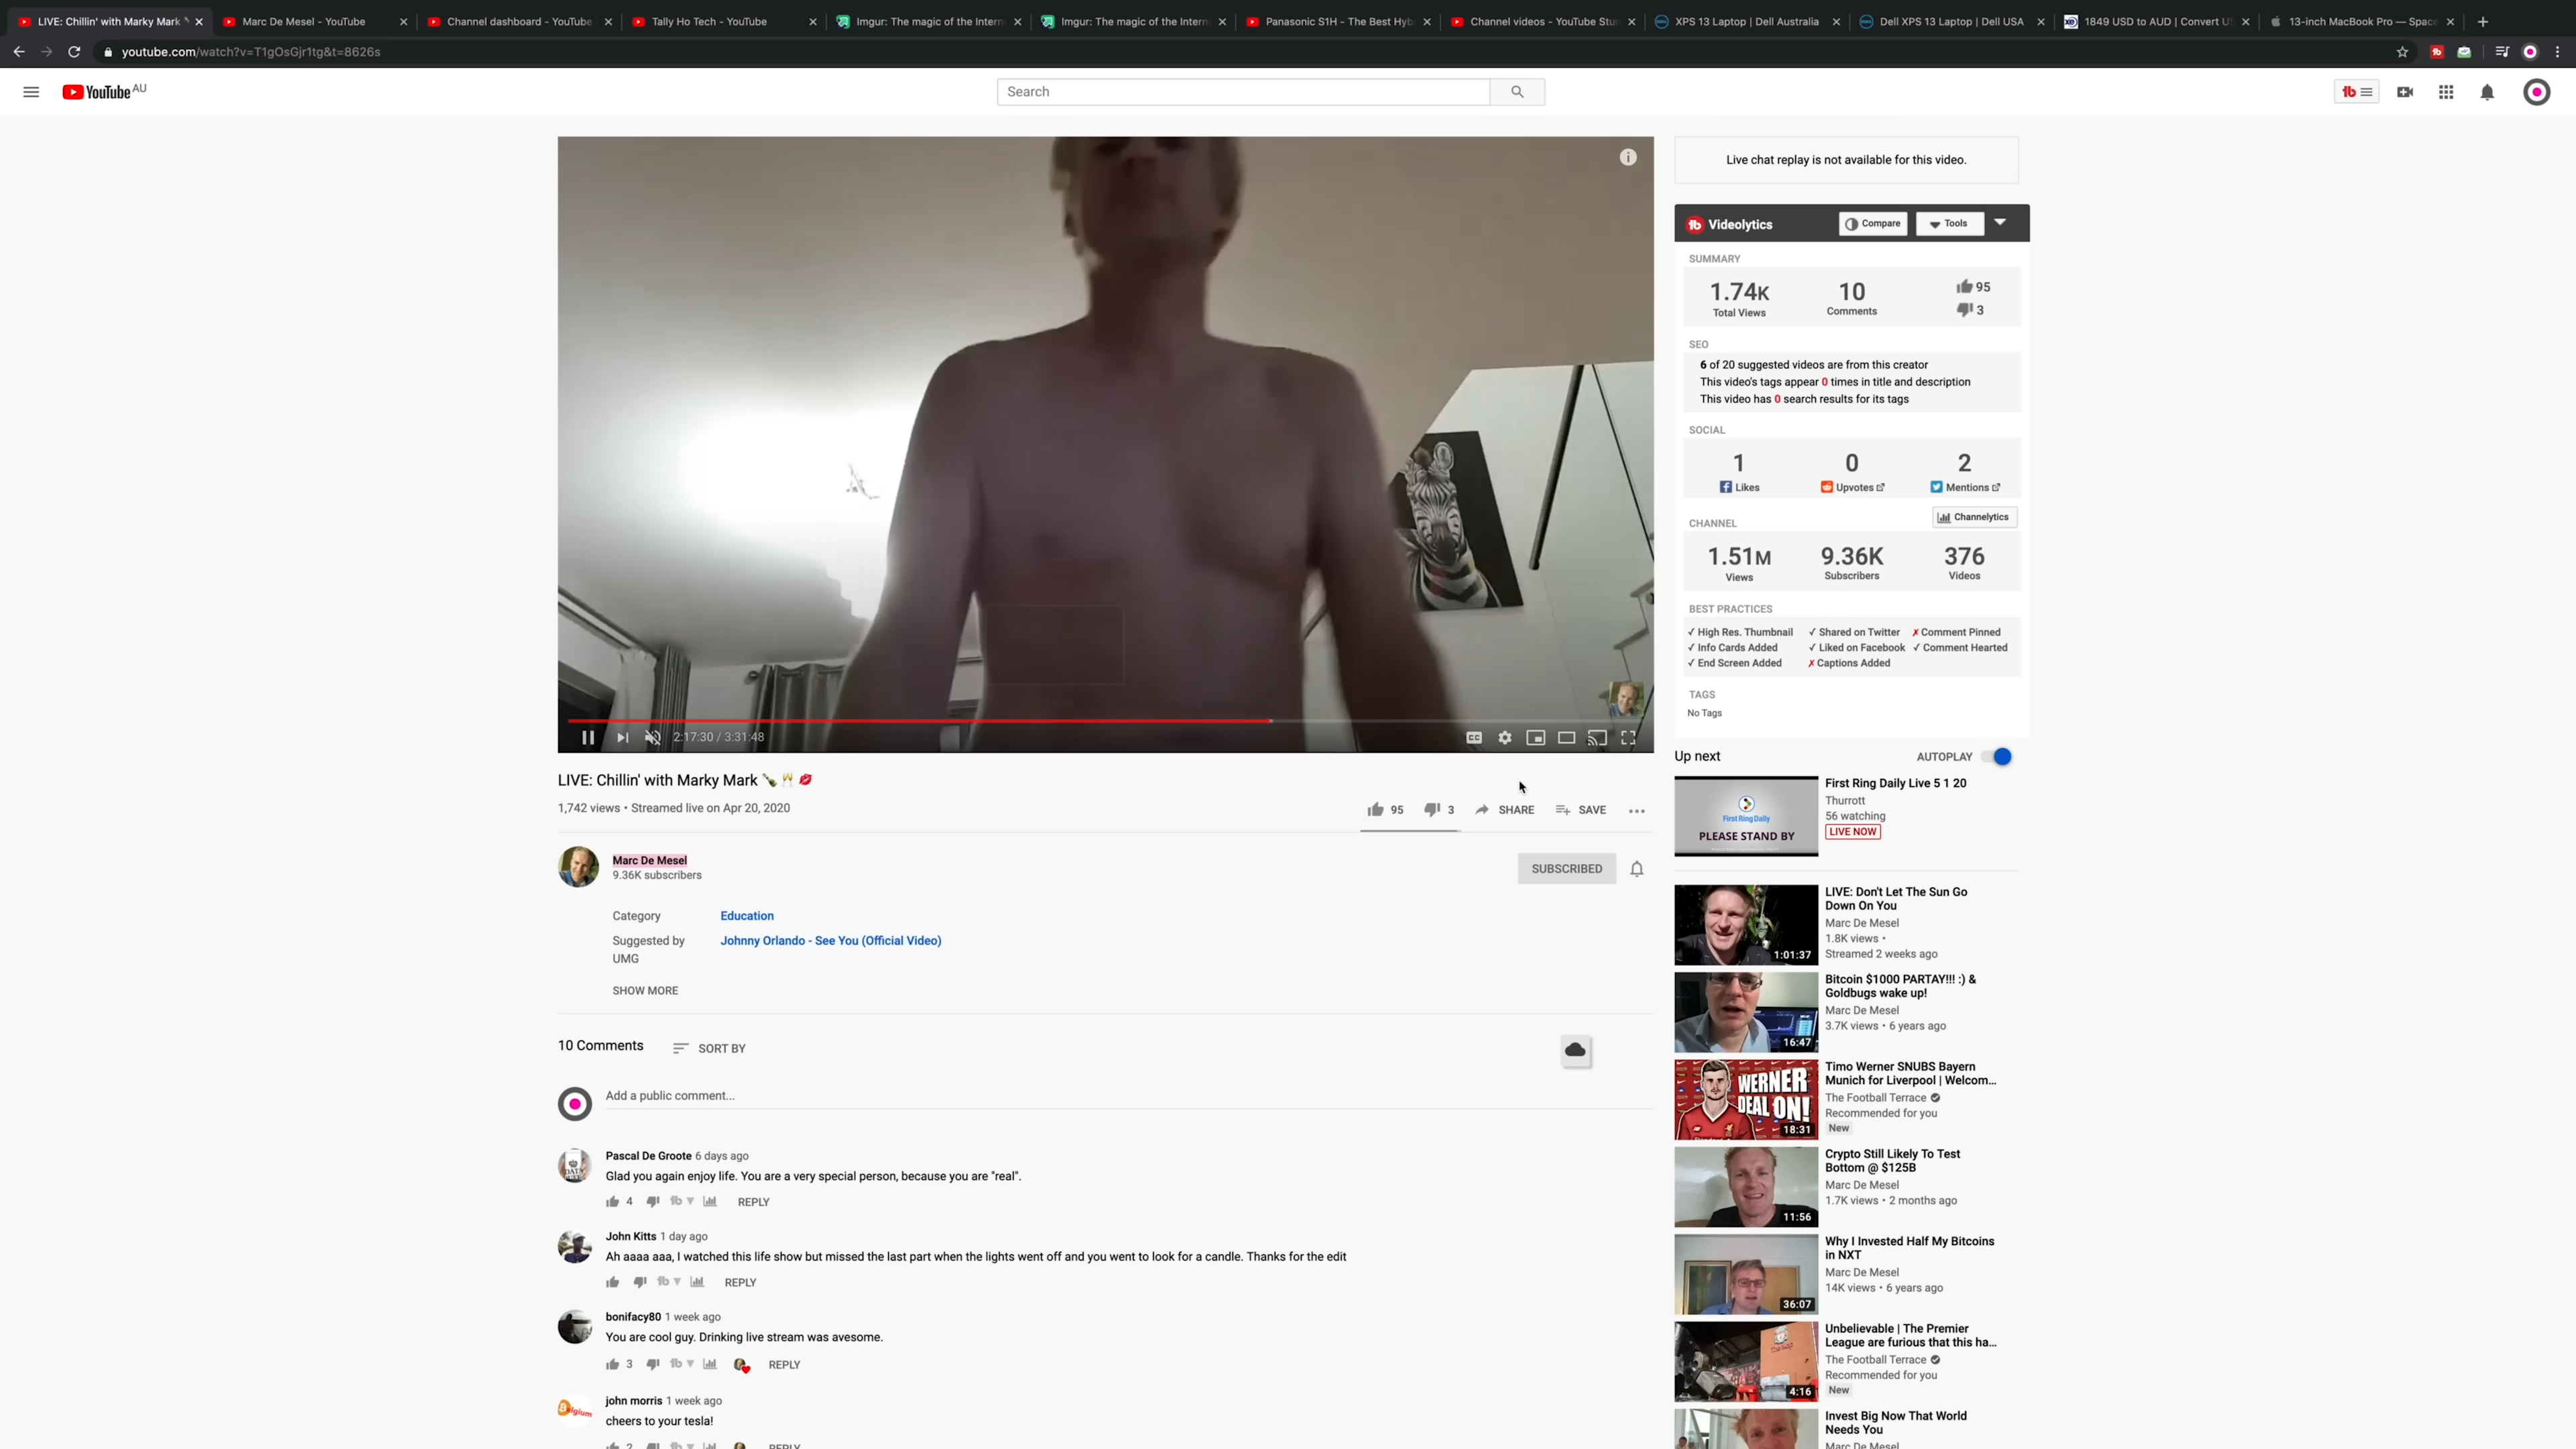 LIVE: Chillin' with Marky Mark
Marc De Mesel - YouTube
Channel dashboard - YouTube
Tally Ho Tech - YouTube
Imgur: The magic of the Intern
Imgur: The magic of the Intern
Panasonic S1H - The Best Hyb
Channel videos - YouTube Stu
XPS 13 Laptop | Dell Australia
Dell XPS 13 Laptop | Dell USA
1849 USD to AUD | Convert US
13-inch MacBook Pro — Space
youtube.com/watch?v=T1gOsGjr1tg&t=8626s
YouTube AU
Search
Live chat replay is not available for this video.
Videolytics
Compare
Tools
SUMMARY
1.74K 10 95
Total Views Comments 3
SEO
6 of 20 suggested videos are from this creator
This video's tags appear 0 times in title and description
This video has 0 search results for its tags
SOCIAL
1 0 2
Likes Upvotes Mentions
CHANNEL Channelytics
1.51M 9.36K 376
Views Subscribers Videos
BEST PRACTICES
✓ High Res. Thumbnail ✓ Shared on Twitter ✗ Comment Pinned
✓ Info Cards Added ✓ Liked on Facebook ✓ Comment Hearted
✓ End Screen Added ✗ Captions Added
TAGS
No Tags
2:17:30 / 3:31:48
CC
LIVE: Chillin' with Marky Mark 🍾 🥂 💋
1,742 views • Streamed live on Apr 20, 2020
95 3 SHARE SAVE
Marc De Mesel
9.36K subscribers
SUBSCRIBED
Category Education
Suggested by Johnny Orlando - See You (Official Video)
UMG
SHOW MORE
10 Comments SORT BY
Add a public comment...
Pascal De Groote 6 days ago
Glad you again enjoy life. You are a very special person, because you are "real".
4 REPLY
John Kitts 1 day ago
Ah aaaa aaa, I watched this life show but missed the last part when the lights went off and you went to look for a candle. Thanks for the edit
REPLY
bonifacy80 1 week ago
You are cool guy. Drinking live stream was avesome.
3 REPLY
john morris 1 week ago
cheers to your tesla!
2 REPLY
Up next AUTOPLAY
First Ring Daily
PLEASE STAND BY
First Ring Daily Live 5 1 20
Thurrott
56 watching
LIVE NOW
1:01:37
LIVE: Don't Let The Sun Go
Down On You
Marc De Mesel
1.8K views •
Streamed 2 weeks ago
16:47
Bitcoin $1000 PARTAY!!! :) &
Goldbugs wake up!
Marc De Mesel
3.7K views • 6 years ago
WERNER
DEAL ON!
18:31
Timo Werner SNUBS Bayern
Munich for Liverpool | Welcom...
The Football Terrace
Recommended for you
New
11:56
Crypto Still Likely To Test
Bottom @ $125B
Marc De Mesel
1.7K views • 2 months ago
36:07
Why I Invested Half My Bitcoins
in NXT
Marc De Mesel
14K views • 6 years ago
4:16
Unbelievable | The Premier
League are furious that this ha...
The Football Terrace
Recommended for you
New
Invest Big Now That World
Needs You
Marc De Mesel